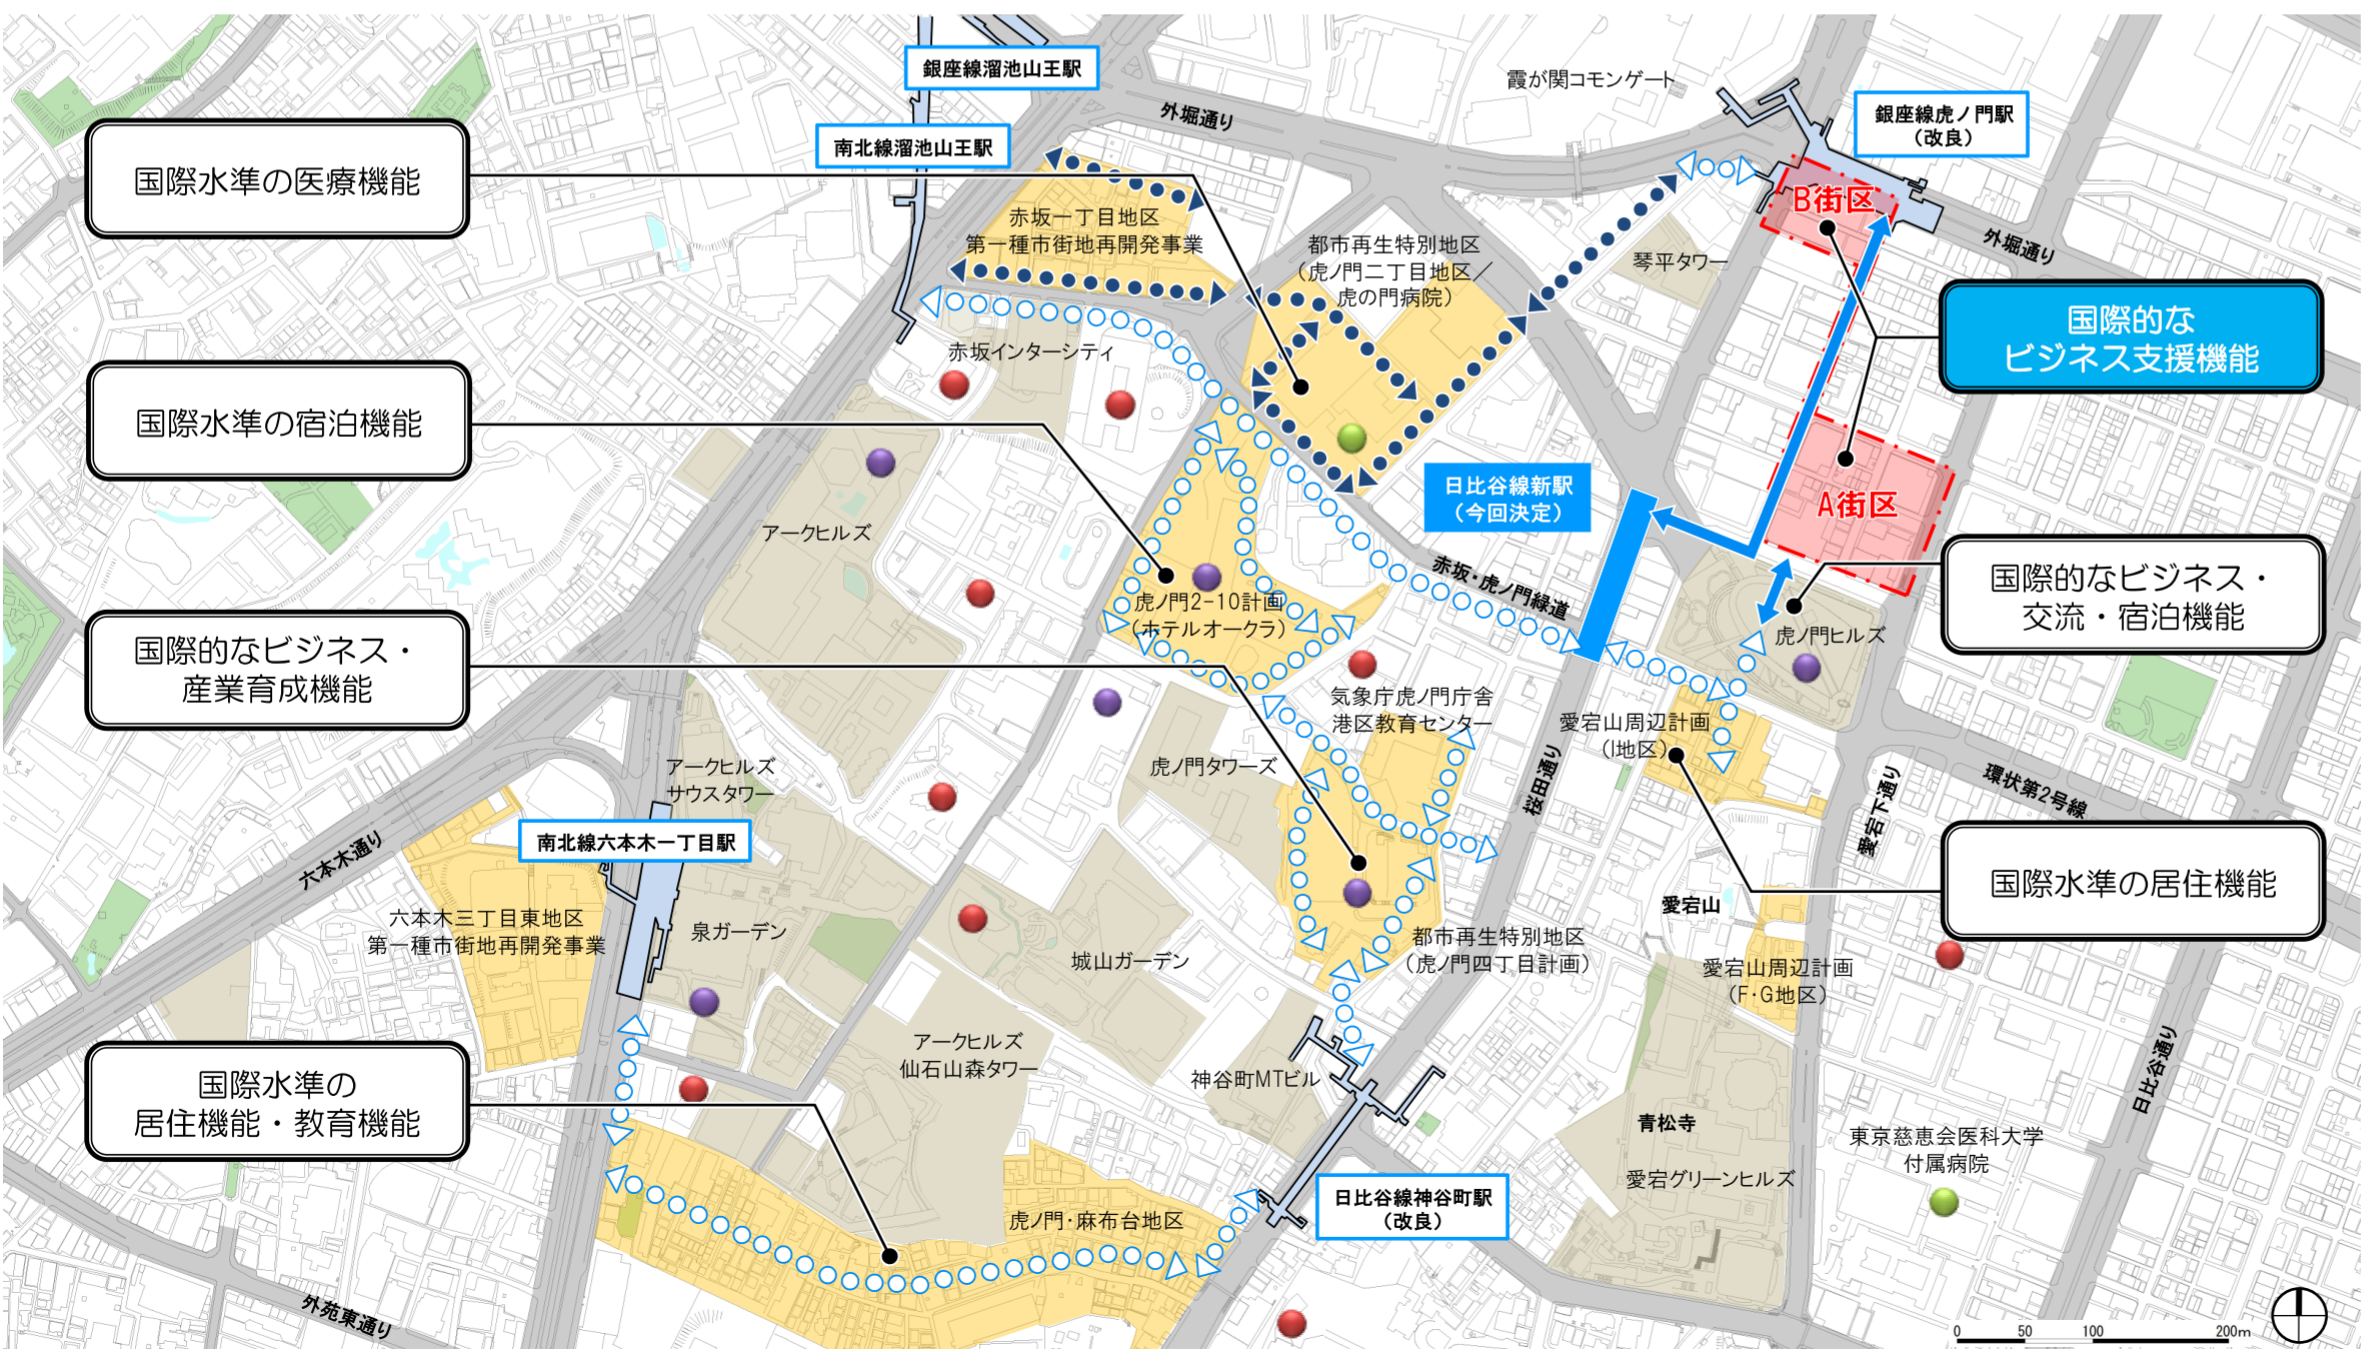 銀座線溜池山王駅
南北線溜池山王駅
外堀通り
霞が関コモンゲート
銀座線虎ノ門駅
（改良）
国際水準の医療機能
赤坂一丁目地区
第一種市街地再開発事業
都市再生特別地区
（虎ノ門二丁目地区／
虎の門病院）
琴平タワー
B街区
外堀通り
国際的な
ビジネス支援機能
赤坂インターシティ
国際水準の宿泊機能
アークヒルズ
日比谷線新駅
（今回決定）
A街区
赤坂・虎ノ門緑道
国際的なビジネス・
交流・宿泊機能
虎ノ門2-10計画
（ホテルオークラ）
虎ノ門ヒルズ
国際的なビジネス・
産業育成機能
気象庁虎ノ門庁舎
港区教育センター
愛宕山周辺計画
（I地区）
虎ノ門タワーズ
アークヒルズ
サウスタワー
桜田通り
愛宕下通り
環状第2号線
六本木通り
南北線六本木一丁目駅
国際水準の居住機能
愛宕山
六本木三丁目東地区
第一種市街地再開発事業
泉ガーデン
城山ガーデン
都市再生特別地区
（虎ノ門四丁目計画）
愛宕山周辺計画
（F・G地区）
アークヒルズ
仙石山森タワー
神谷町MTビル
日比谷通り
国際水準の
居住機能・教育機能
青松寺
東京慈恵会医科大学
付属病院
愛宕グリーンヒルズ
虎ノ門・麻布台地区
日比谷線神谷町駅
（改良）
外苑東通り
0 50 100 200m